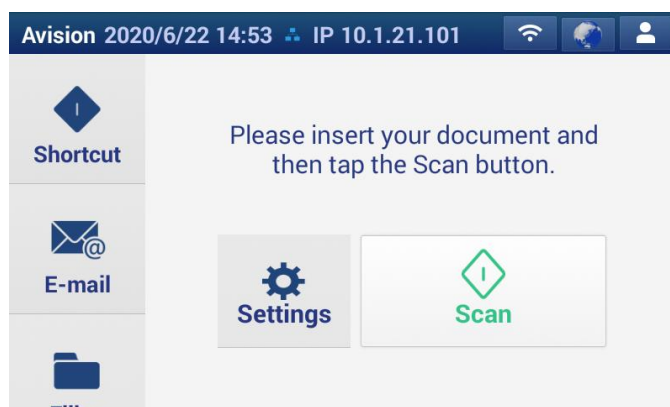 Avision 2020/6/22 14:53 IP 10.1.21.101
Shortcut
Please insert your document and
then tap the Scan button.
E-mail
Settings
Scan